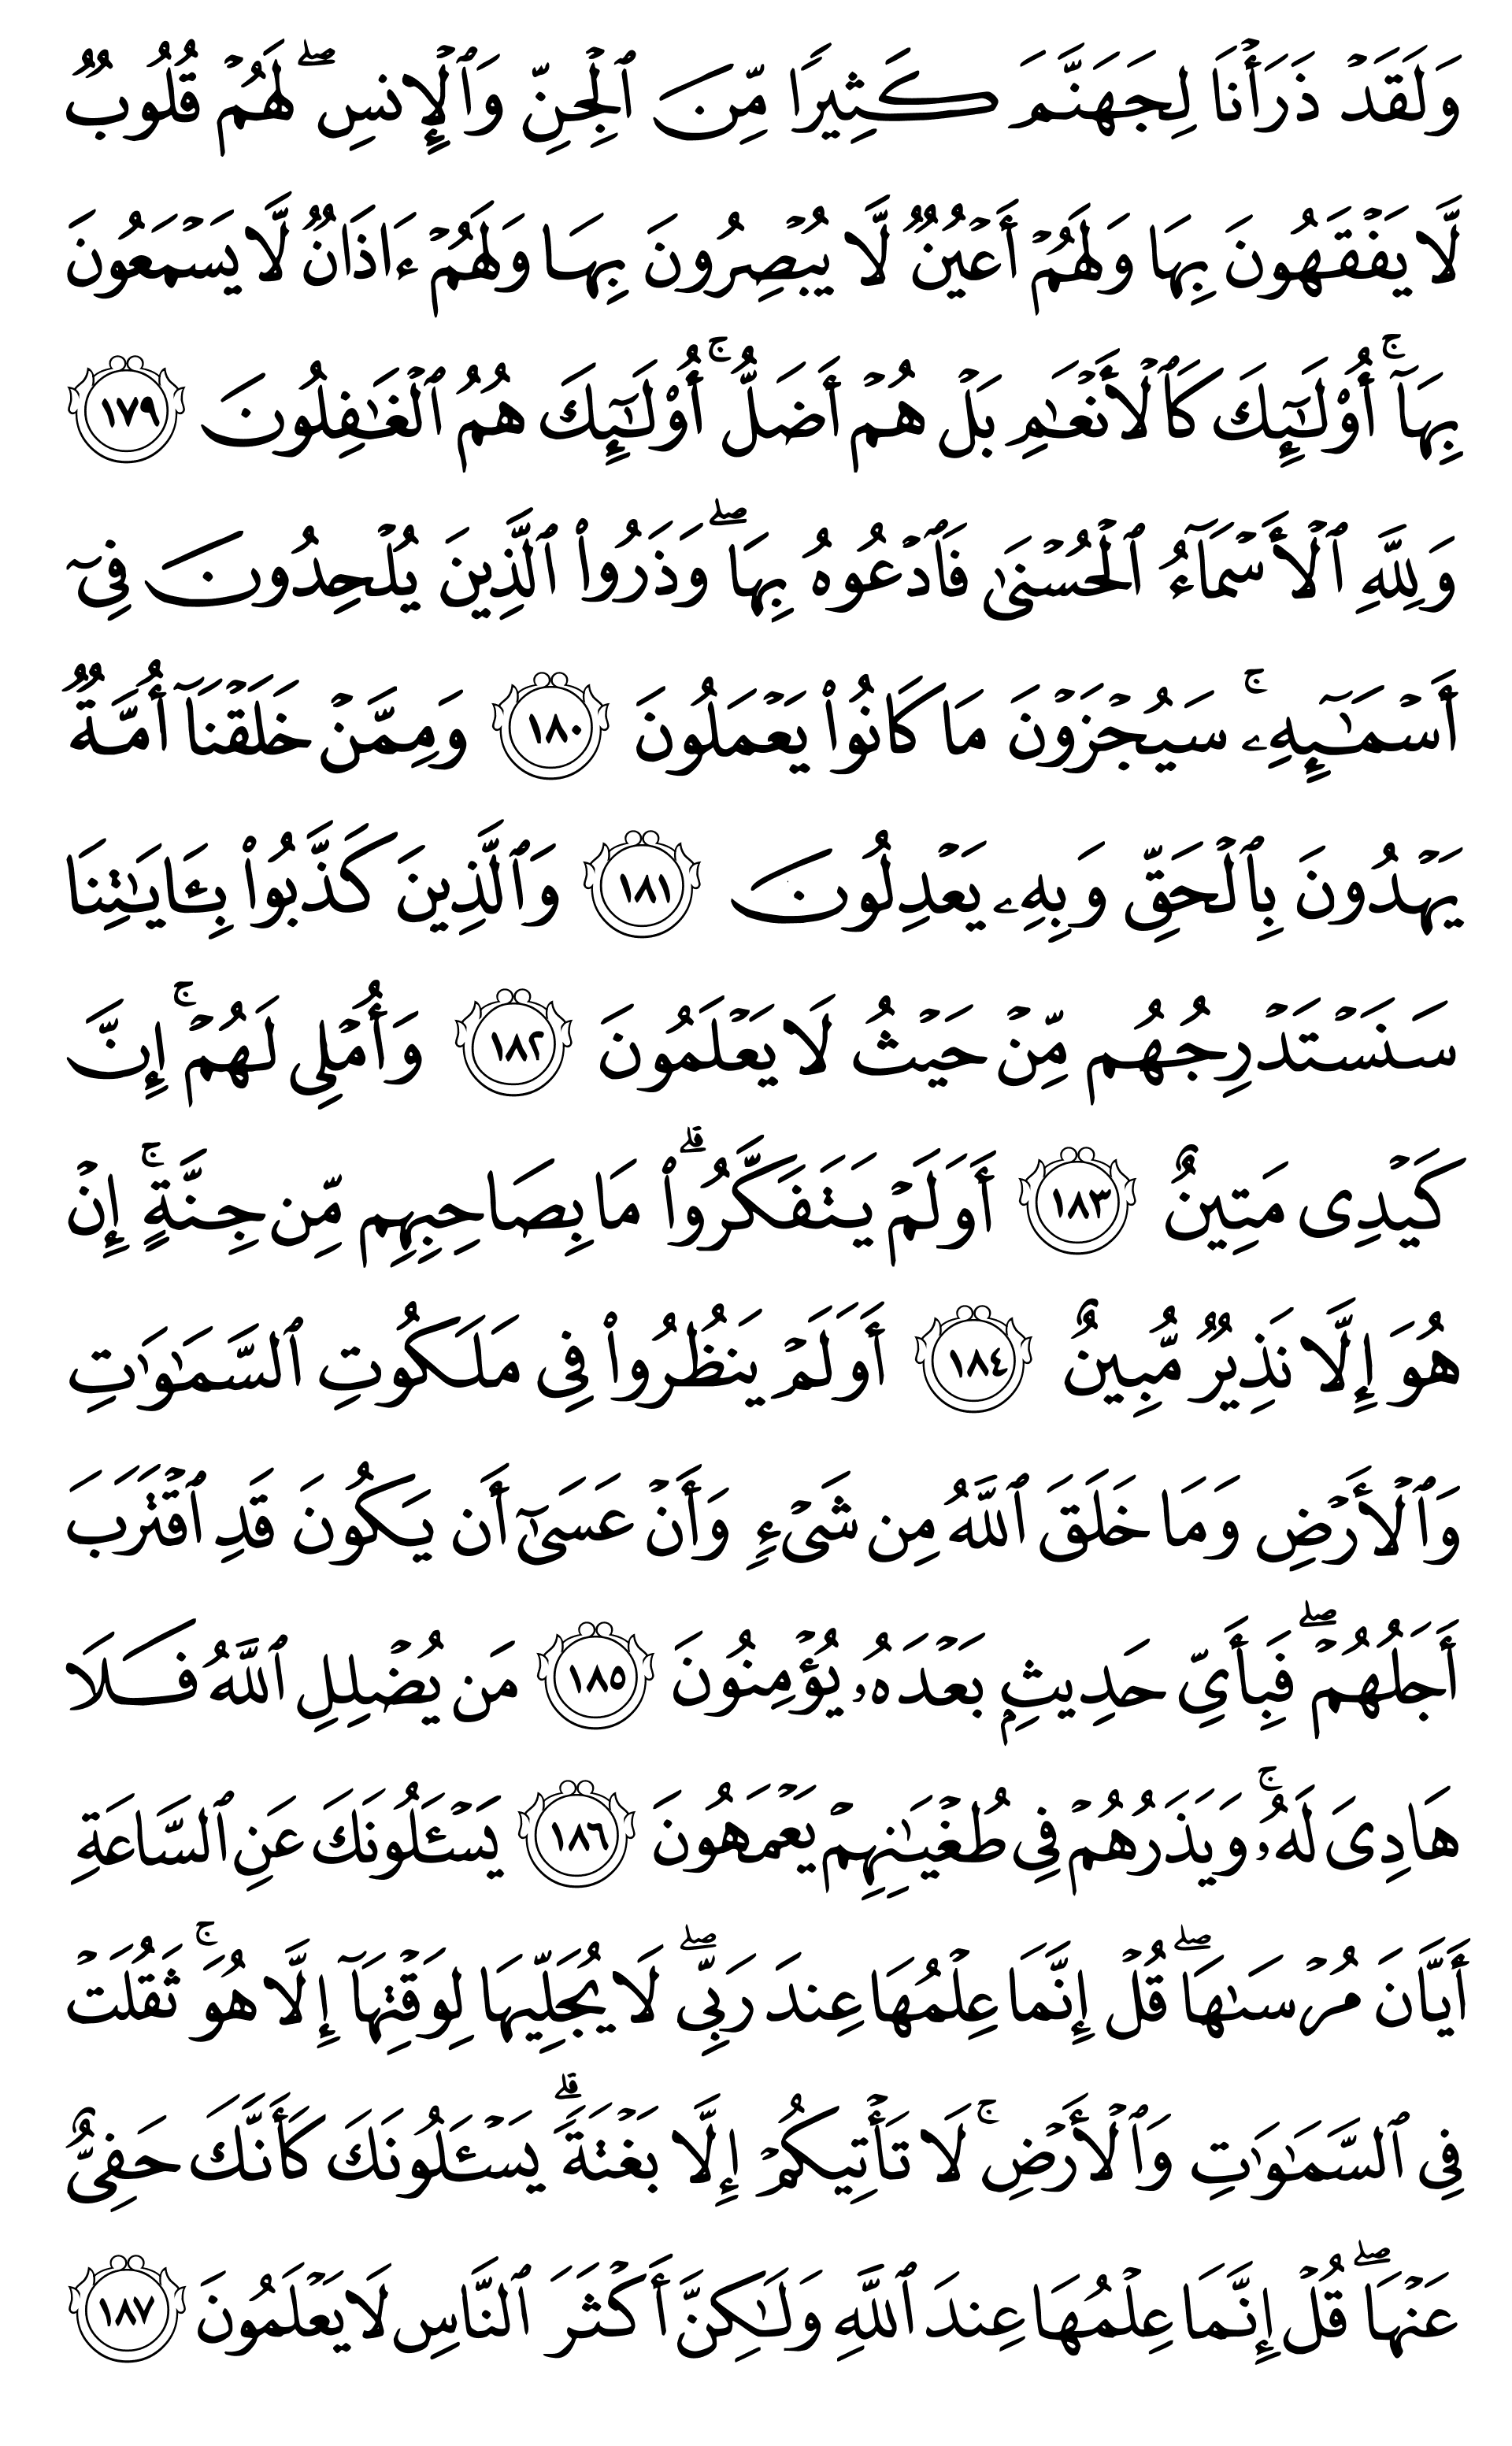 وَلَقَدۡ ذَرَأۡنَا لِجَهَنَّمَ كَثِيرًا مِّنَ ٱلۡجِنِّ وَٱلۡإِنسِۖ لَهُمۡ قُلُوبٌ
لَّا يَفۡقَهُونَ بِهَا وَلَهُمۡ أَعۡيُنٌ لَّا يُبۡصِرُونَ بِهَا وَلَهُمۡ ءَاذَانٌ لَّا يَسۡمَعُونَ
بِهَآۚ أُوْلَٰٓئِكَ كَٱلۡأَنۡعَٰمِ بَلۡ هُمۡ أَضَلُّۚ أُوْلَٰٓئِكَ هُمُ ٱلۡغَٰفِلُونَ ١٧٩
وَلِلَّهِ ٱلۡأَسۡمَآءُ ٱلۡحُسۡنَىٰ فَٱدۡعُوهُ بِهَاۖ وَذَرُواْ ٱلَّذِينَ يُلۡحِدُونَ فِيٓ
أَسۡمَٰٓئِهِۦۚ سَيُجۡزَوۡنَ مَا كَانُواْ يَعۡمَلُونَ ١٨٠ وَمِمَّنۡ خَلَقۡنَآ أُمَّةٌ
يَهۡدُونَ بِٱلۡحَقِّ وَبِهِۦ يَعۡدِلُونَ ١٨١ وَٱلَّذِينَ كَذَّبُواْ بِـَٔايَٰتِنَا
سَنَسۡتَدۡرِجُهُم مِّنۡ حَيۡثُ لَا يَعۡلَمُونَ ١٨٢ وَأُمۡلِي لَهُمۡۚ إِنَّ
كَيۡدِي مَتِينٌ ١٨٣ أَوَلَمۡ يَتَفَكَّرُواْۗ مَا بِصَاحِبِهِم مِّن جِنَّةٍۚ إِنۡ
هُوَ إِلَّا نَذِيرٌ مُّبِينٌ ١٨٤ أَوَلَمۡ يَنظُرُواْ فِي مَلَكُوتِ ٱلسَّمَٰوَٰتِ
وَٱلۡأَرۡضِ وَمَا خَلَقَ ٱللَّهُ مِن شَيۡءٍ وَأَنۡ عَسَىٰٓ أَن يَكُونَ قَدِ ٱقۡتَرَبَ
أَجَلُهُمۡۖ فَبِأَيِّ حَدِيثِۭ بَعۡدَهُۥ يُؤۡمِنُونَ ١٨٥ مَن يُضۡلِلِ ٱللَّهُ فَلَا
هَادِيَ لَهُۥۚ وَيَذَرُهُمۡ فِي طُغۡيَٰنِهِمۡ يَعۡمَهُونَ ١٨٦ يَسۡـَٔلُونَكَ عَنِ ٱلسَّاعَةِ
أَيَّانَ مُرۡسَىٰهَاۖ قُلۡ إِنَّمَا عِلۡمُهَا عِندَ رَبِّيۖ لَا يُجَلِّيهَا لِوَقۡتِهَآ إِلَّا هُوَۚ ثَقُلَتۡ
فِي ٱلسَّمَٰوَٰتِ وَٱلۡأَرۡضِۚ لَا تَأۡتِيكُمۡ إِلَّا بَغۡتَةًۗ يَسۡـَٔلُونَكَ كَأَنَّكَ حَفِيٌّ
عَنۡهَاۖ قُلۡ إِنَّمَا عِلۡمُهَا عِندَ ٱللَّهِ وَلَٰكِنَّ أَكۡثَرَ ٱلنَّاسِ لَا يَعۡلَمُونَ ١٨٧